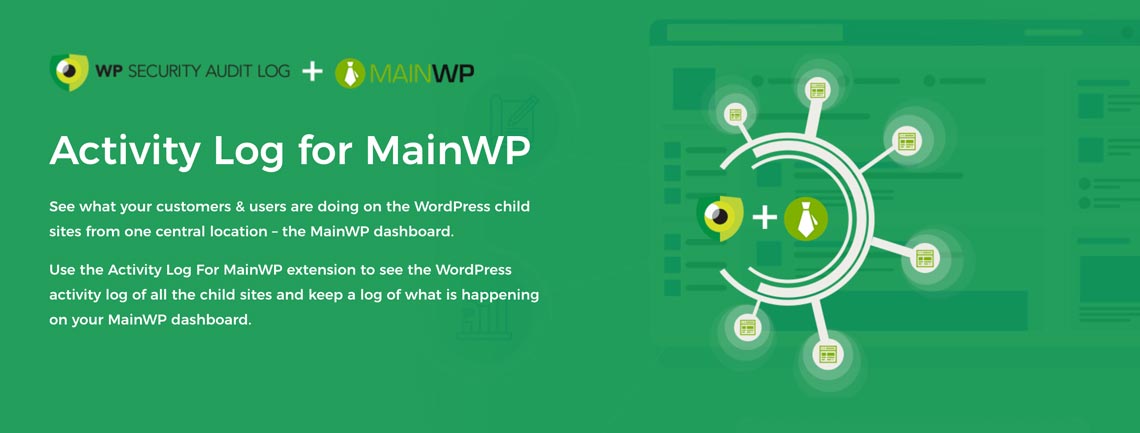 WP SECURITY AUDIT LOG + MAINWP
Activity Log for MainWP
See what your customers & users are doing on the WordPress child
sites from one central location – the MainWP dashboard.
Use the Activity Log For MainWP extension to see the WordPress
activity log of all the child sites and keep a log of what is happening
on your MainWP dashboard.
+